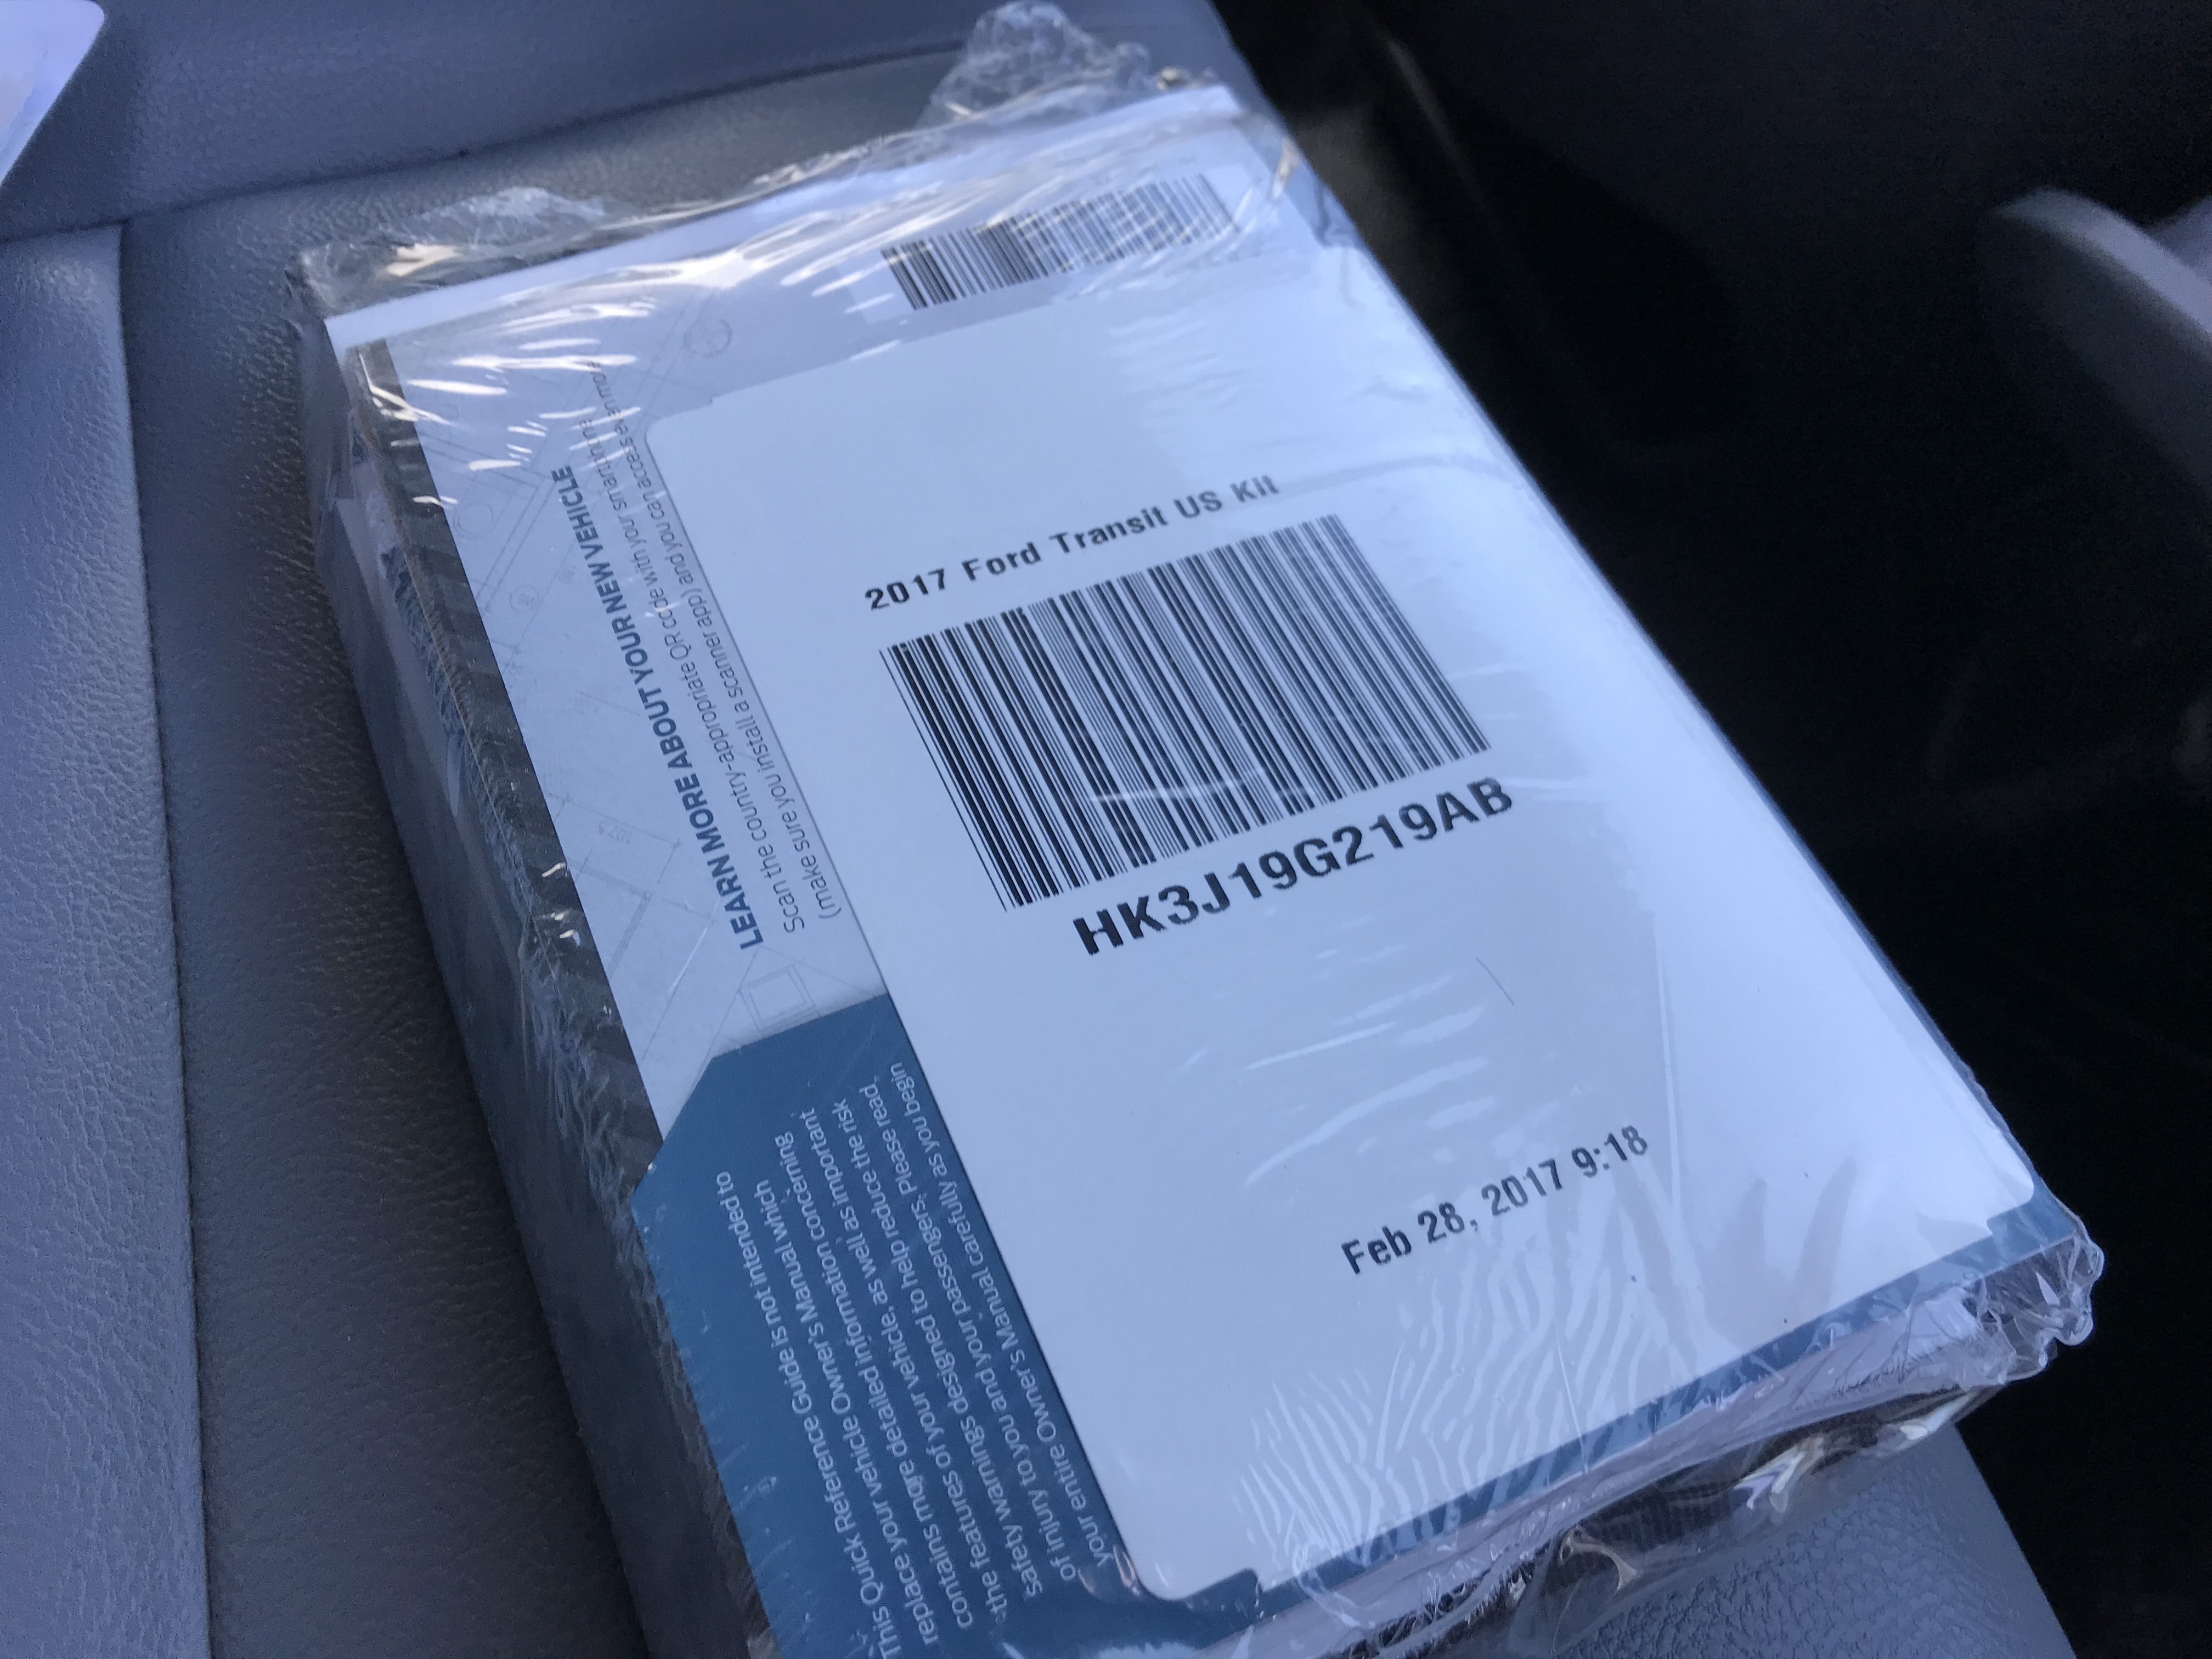 2017 Ford Transit US Kit
HK3J19G219AB
Feb 28, 2017 9:18
LEARN MORE ABOUT YOUR NEW VEHICLE
Scan the country-appropriate QR code with your smartphone
(make sure you install a scanner app) and you can access even more
This Quick Reference Guide is not intended to
replace your vehicle Owner's Manual which
contains more detailed information concerning
the features of your vehicle, as well as important
safety warnings designed to help reduce the risk
of injury to you and your passengers. Please read
your entire Owner's Manual carefully as you begin